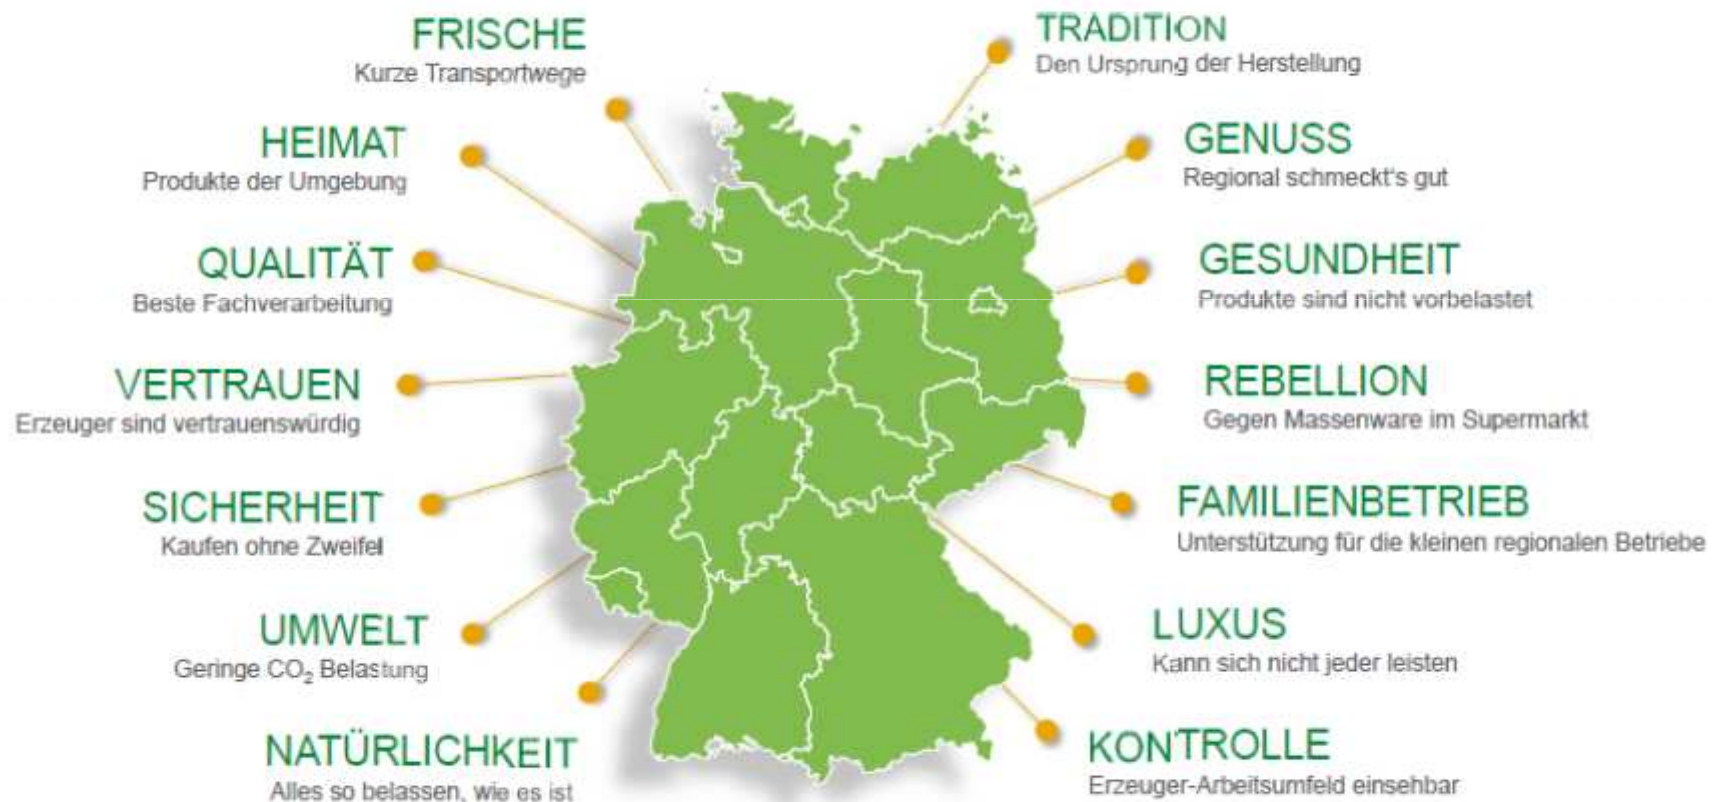 FRISCHE
Kurze Transportwege
HEIMAT
Produkte der Umgebung
QUALITÄT
Beste Fachverarbeitung
VERTRAUEN
Erzeuger sind vertrauenswürdig
SICHERHEIT
Kaufen ohne Zweifel
UMWELT
Geringe CO₂ Belastung
NATÜRLICHKEIT
Alles so belassen, wie es ist
TRADITION
Den Ursprung der Herstellung
GENUSS
Regional schmeckt's gut
GESUNDHEIT
Produkte sind nicht vorbelastet
REBELLION
Gegen Massenware im Supermarkt
FAMILIENBETRIEB
Unterstützung für die kleinen regionalen Betriebe
LUXUS
Kann sich nicht jeder leisten
KONTROLLE
Erzeuger-Arbeitsumfeld einsehbar